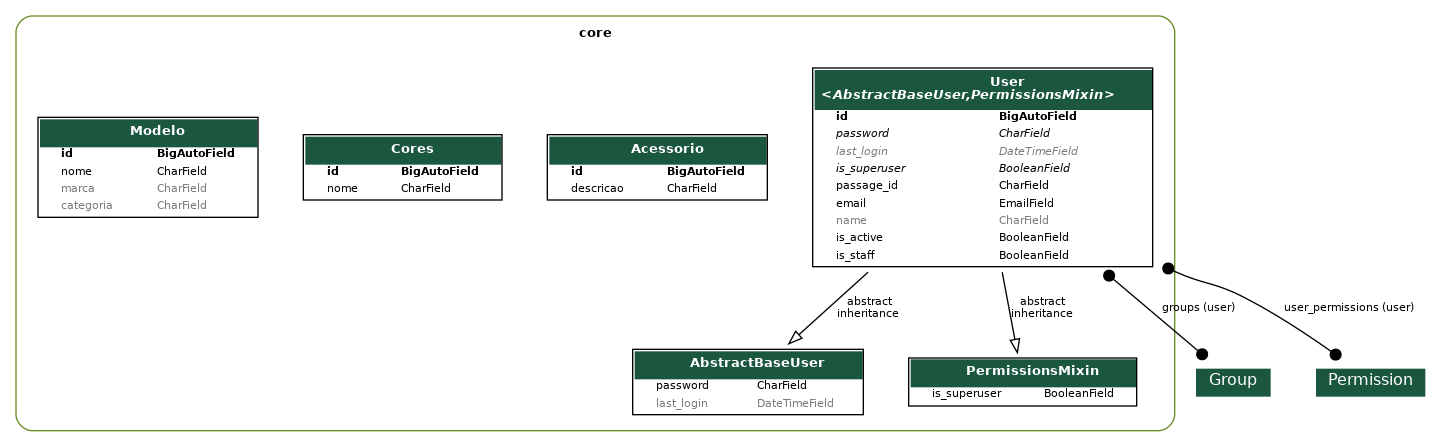 core
Modelo
id BigAutoField
nome CharField
marca CharField
categoria CharField
Cores
id BigAutoField
nome CharField
Acessorio
id BigAutoField
descricao CharField
User
<AbstractBaseUser,PermissionsMixin>
id BigAutoField
password CharField
last_login DateTimeField
is_superuser BooleanField
passage_id CharField
email EmailField
name CharField
is_active BooleanField
is_staff BooleanField
abstract
inheritance
abstract
inheritance
groups (user)
user_permissions (user)
AbstractBaseUser
password CharField
last_login DateTimeField
PermissionsMixin
is_superuser BooleanField
Group
Permission